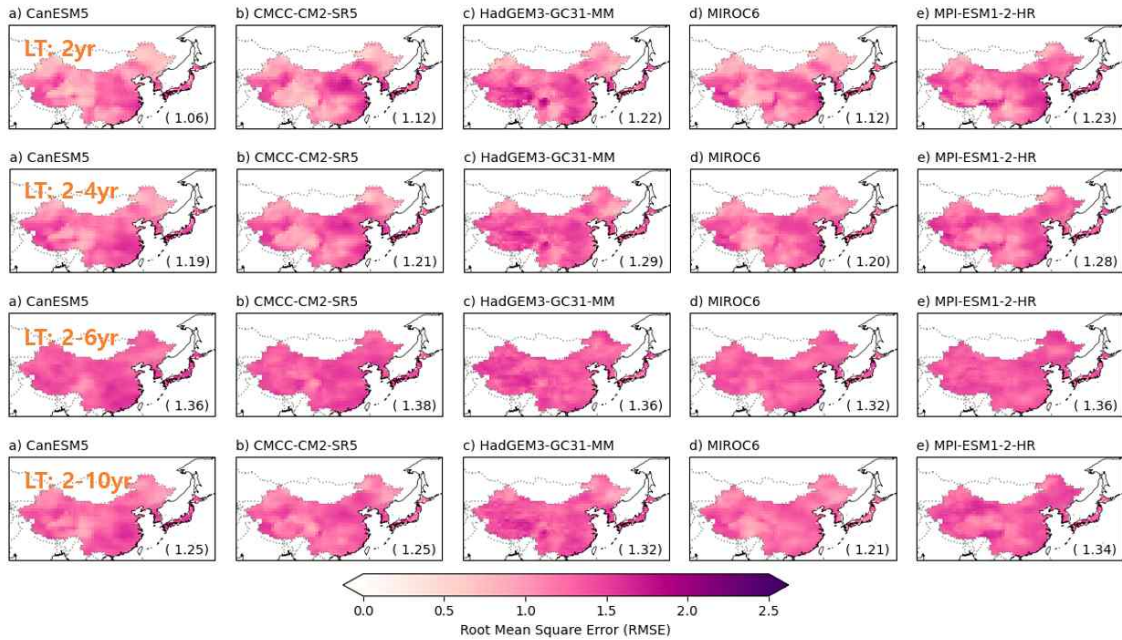 a) CanESM5 b) CMCC-CM2-SR5 c) HadGEM3-GC31-MM d) MIROC6 e) MPI-ESM1-2-HR
LT: 2yr
( 1.06) ( 1.12) ( 1.22) ( 1.12) ( 1.23)
a) CanESM5 b) CMCC-CM2-SR5 c) HadGEM3-GC31-MM d) MIROC6 e) MPI-ESM1-2-HR
LT: 2-4yr
( 1.19) ( 1.21) ( 1.29) ( 1.20) ( 1.28)
a) CanESM5 b) CMCC-CM2-SR5 c) HadGEM3-GC31-MM d) MIROC6 e) MPI-ESM1-2-HR
LT: 2-6yr
( 1.36) ( 1.38) ( 1.36) ( 1.32) ( 1.36)
a) CanESM5 b) CMCC-CM2-SR5 c) HadGEM3-GC31-MM d) MIROC6 e) MPI-ESM1-2-HR
LT: 2-10yr
( 1.25) ( 1.25) ( 1.32) ( 1.21) ( 1.34)
0.0 0.5 1.0 1.5 2.0 2.5
Root Mean Square Error (RMSE)